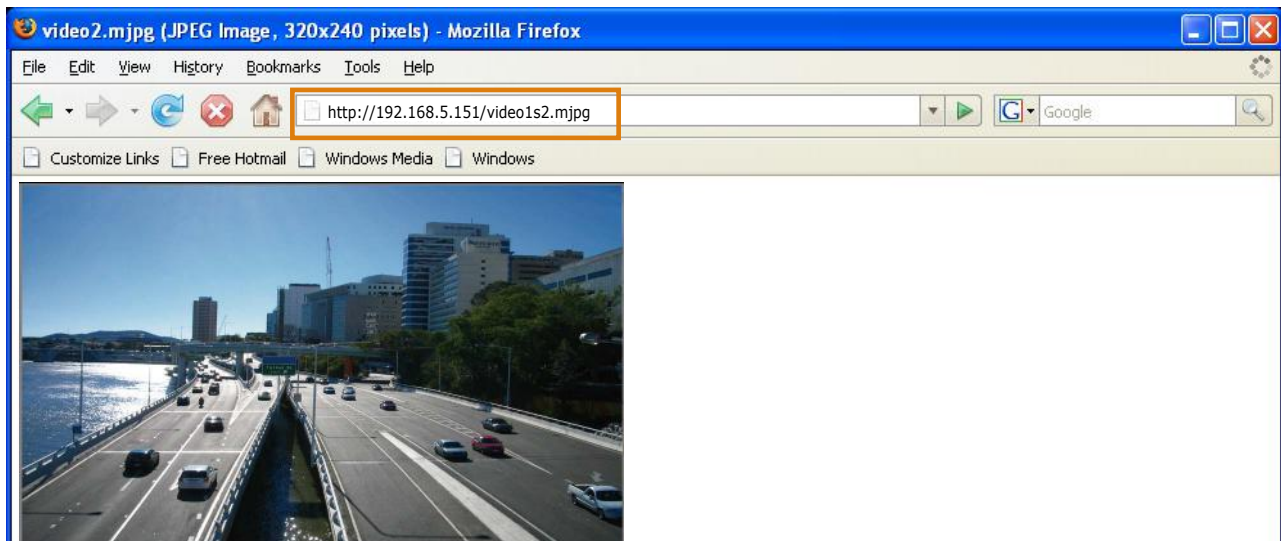 video2.mjpg (JPEG Image, 320x240 pixels) - Mozilla Firefox
File Edit View History Bookmarks Tools Help
http://192.168.5.151/video1s2.mjpg
G Google
Customize Links Free Hotmail Windows Media Windows